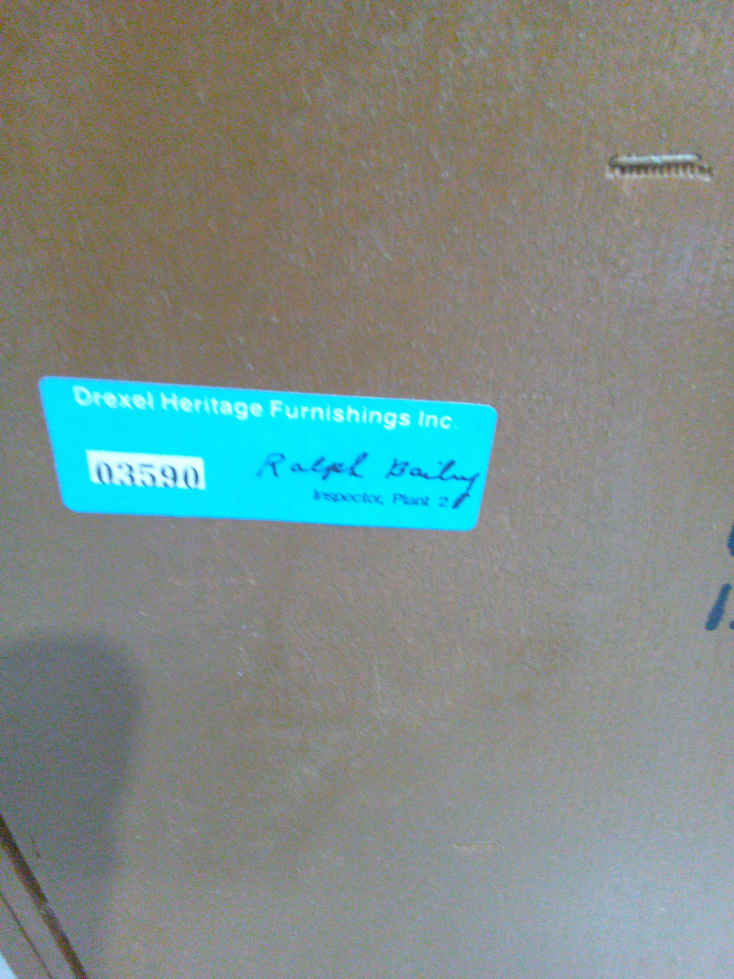 Drexel Heritage Furnishings Inc.
03590
Ralph Bailey
Inspector, Plant 2